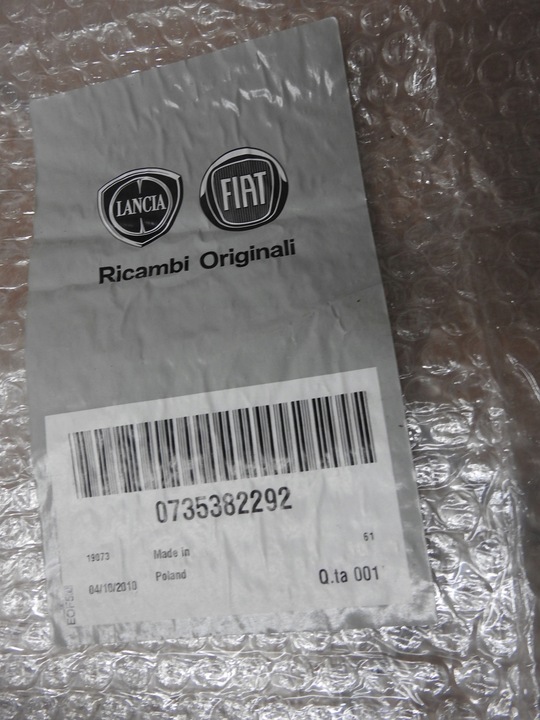 LANCIA FIAT
Ricambi Originali
0735382292
61
19073 Made in
04/10/2010 Poland Q.ta 001